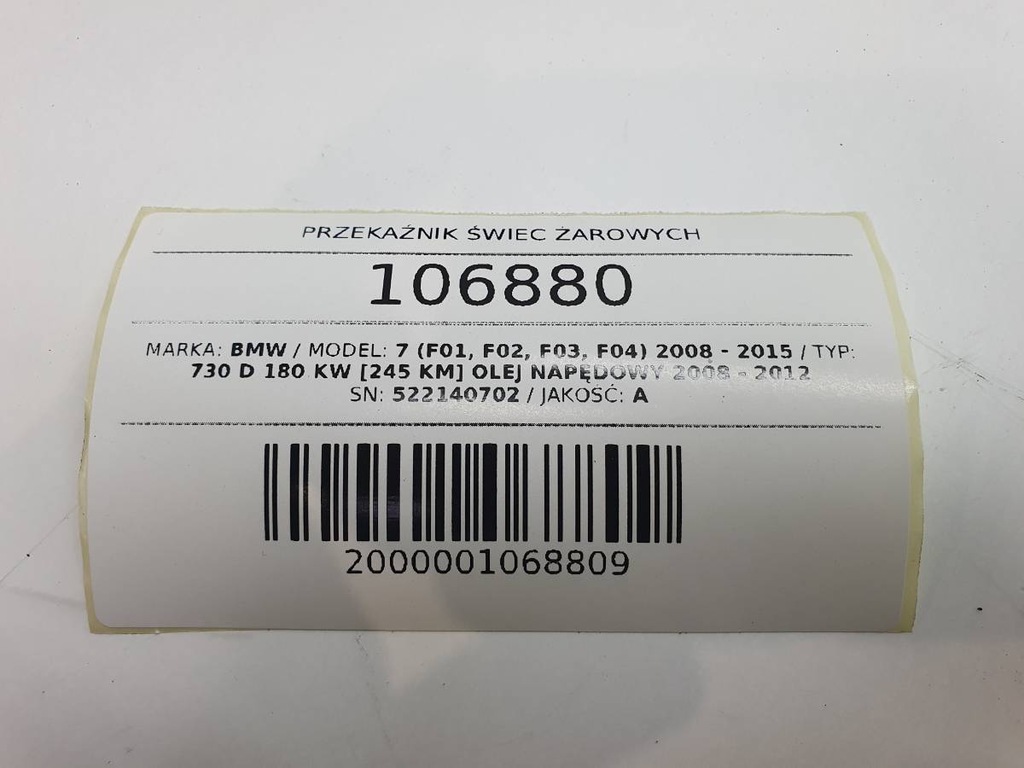 PRZEKAŹNIK ŚWIEC ŻAROWYCH
106880
MARKA: BMW / MODEL: 7 (F01, F02, F03, F04) 2008 - 2015 / TYP:
730 D 180 KW [245 KM] OLEJ NAPĘDOWY 2008 - 2012
SN: 522140702 / JAKOŚĆ: A
2000001068809